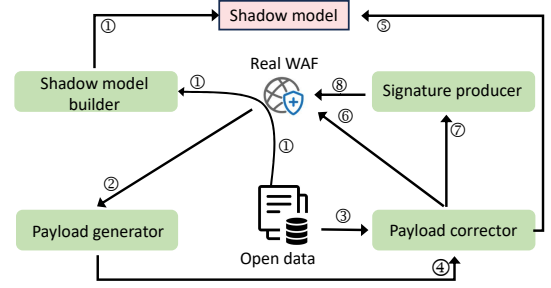 ① Shadow model ⑤
Real WAF
① ⑧
Shadow model
builder
Signature producer
⑥ ⑦
①
②
③
Payload generator
Payload corrector
Open data
④